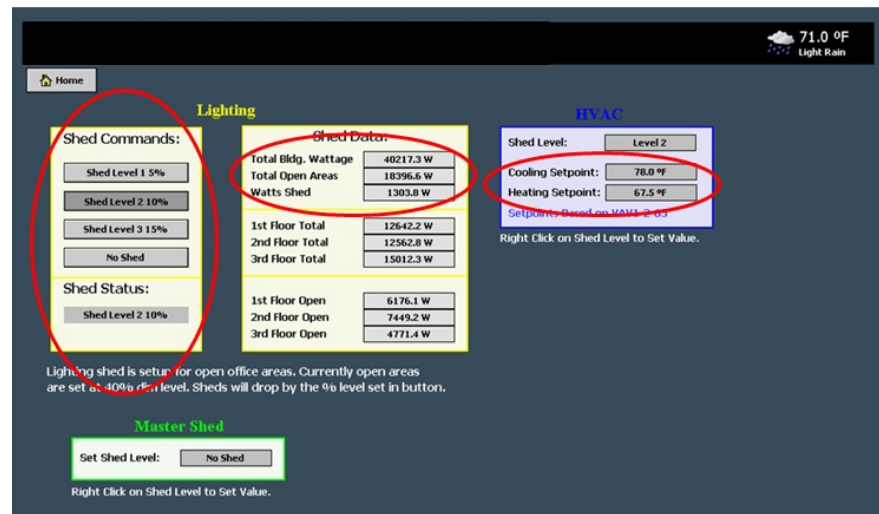 71.0 ºF
Light Rain
Home
Lighting
Shed Commands:
Shed Level 1 5%
Shed Level 2 10%
Shed Level 3 15%
No Shed
Shed Status:
Shed Level 2 10%
Shed Data:
Total Bldg. Wattage 40217.3 W
Total Open Areas 18396.6 W
Watts Shed 1303.8 W
1st Floor Total 12642.2 W
2nd Floor Total 12562.8 W
3rd Floor Total 15012.3 W
1st Floor Open 6176.1 W
2nd Floor Open 7449.2 W
3rd Floor Open 4771.4 W
HVAC
Shed Level: Level 2
Cooling Setpoint: 78.0 ºF
Heating Setpoint: 67.5 ºF
Setpoints Based on VAV1-2-85
Right Click on Shed Level to Set Value.
Lighting shed is setup for open office areas. Currently open areas
are set at 40% dim level. Sheds will drop by the % level set in button.
Master Shed
Set Shed Level: No Shed
Right Click on Shed Level to Set Value.